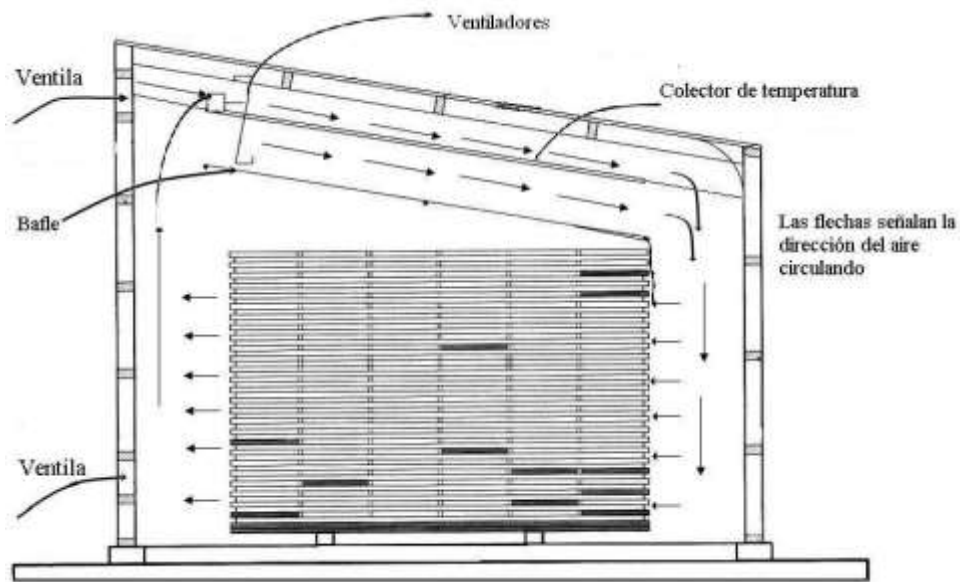 Ventiladores
Ventila
Colector de temperatura
Bafle
Las flechas señalan la
dirección del aire
circulando
Ventila